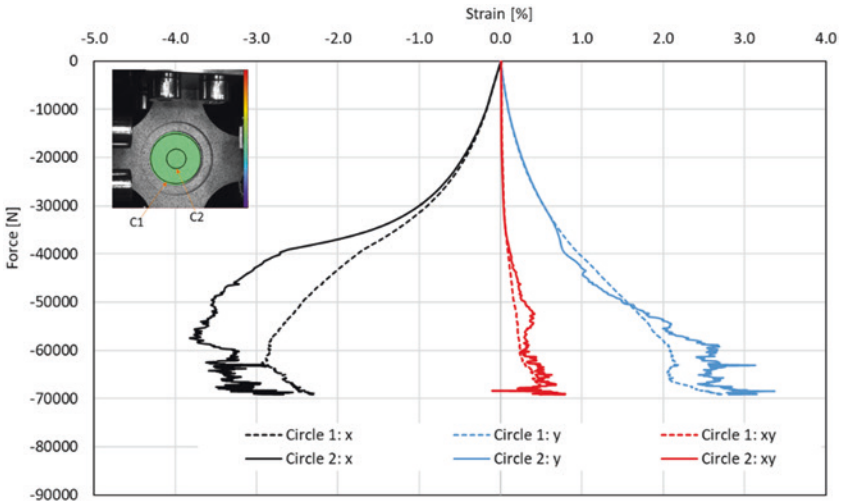 Strain [%]
-5.0 -4.0 -3.0 -2.0 -1.0 0.0 1.0 2.0 3.0 4.0
0
-10000
-20000
-30000
-40000
-50000
-60000
-70000
-80000
-90000
Force [N]
C1 C2
Circle 1: x Circle 1: y Circle 1: xy
Circle 2: x Circle 2: y Circle 2: xy